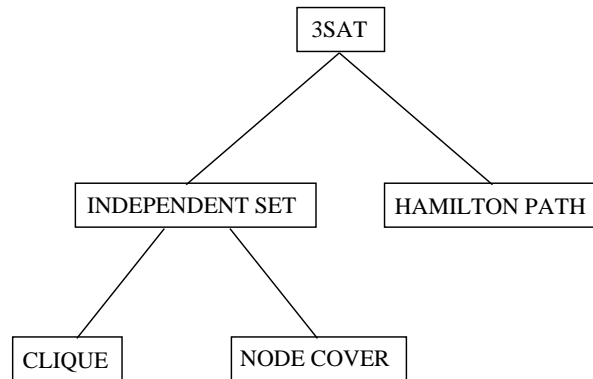 3SAT
INDEPENDENT SET
HAMILTON PATH
CLIQUE
NODE COVER